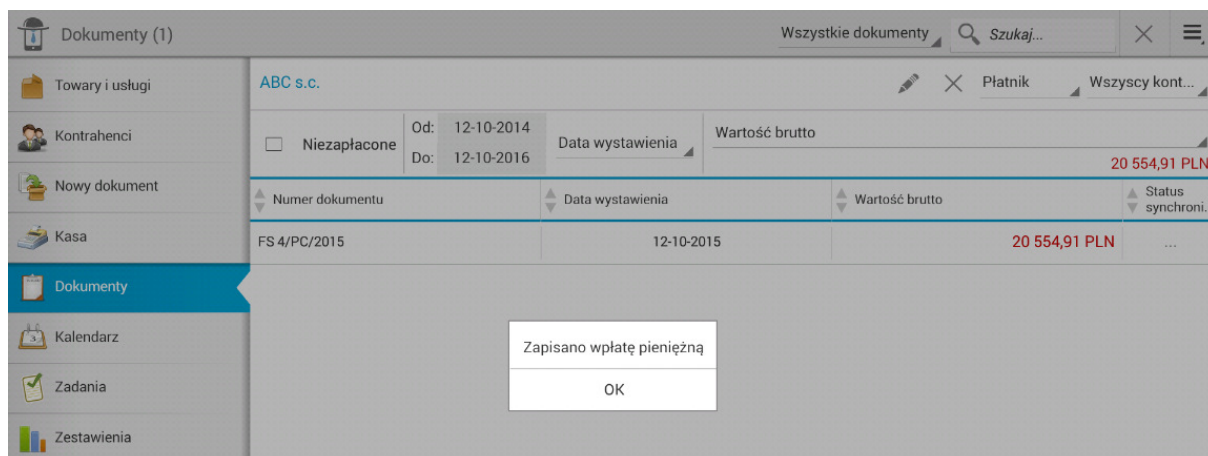 Dokumenty (1)
Wszystkie dokumenty
Szukaj...
Towary i usługi
Kontrahenci
Nowy dokument
Kasa
Dokumenty
Kalendarz
Zadania
Zestawienia
ABC s.c.
Płatnik
Wszyscy kont...
Niezapłacone
Od: 12-10-2014
Do: 12-10-2016
Data wystawienia
Wartość brutto
20 554,91 PLN
Numer dokumentu
Data wystawienia
Wartość brutto
Status
synchroni.
FS 4/PC/2015
12-10-2015
20 554,91 PLN
...
Zapisano wpłatę pieniężną
OK